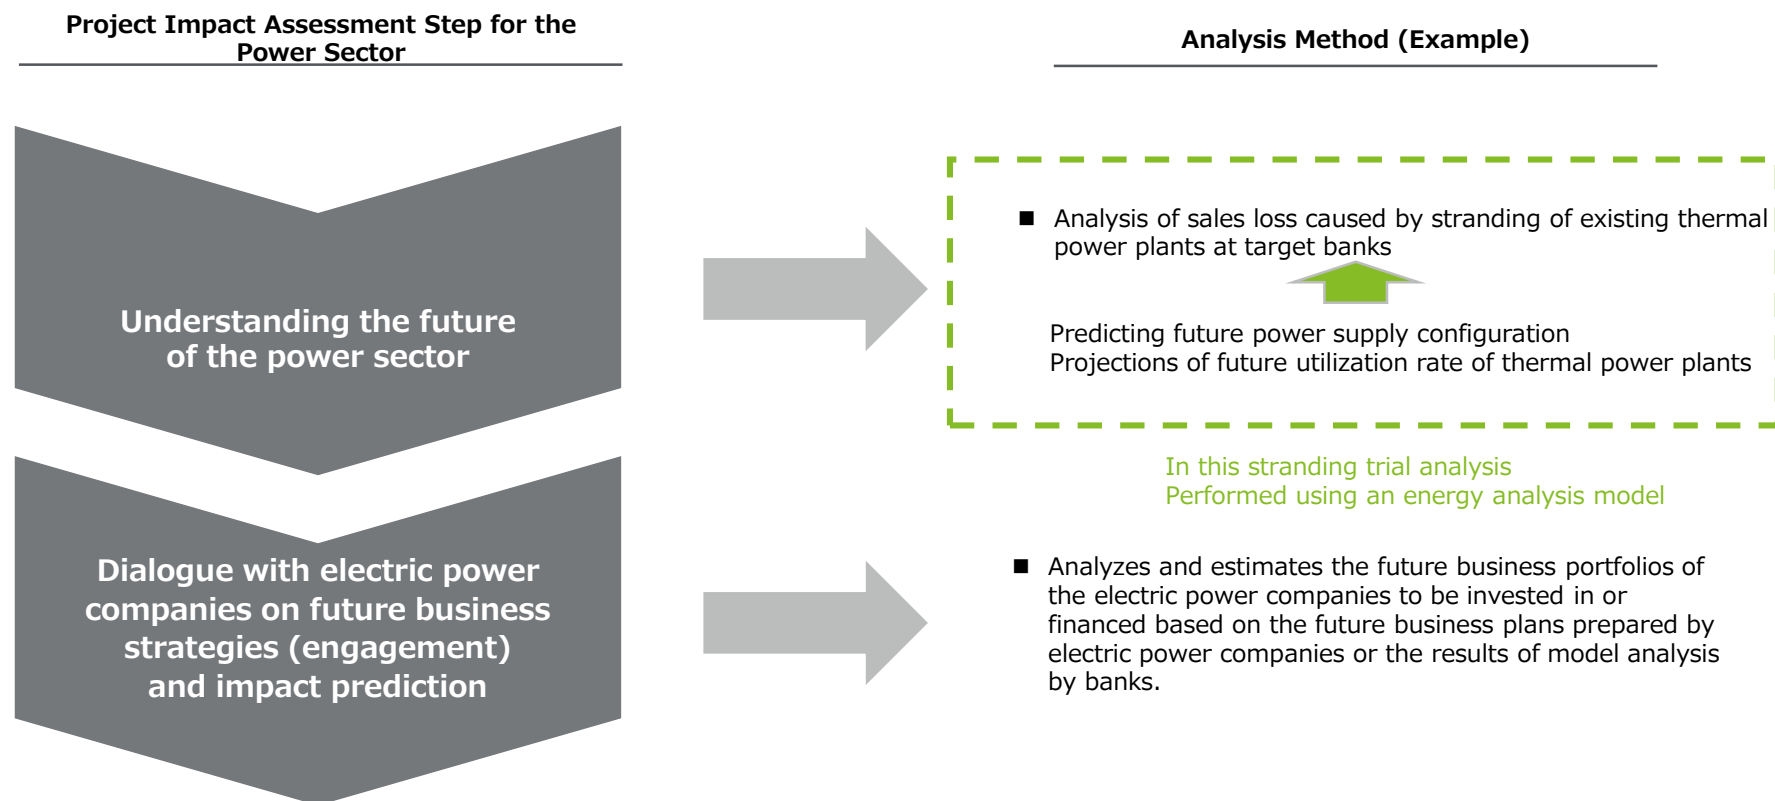 Project Impact Assessment Step for the
Power Sector
Analysis Method (Example)
Understanding the future
of the power sector
■ Analysis of sales loss caused by stranding of existing thermal
power plants at target banks
Predicting future power supply configuration
Projections of future utilization rate of thermal power plants
In this stranding trial analysis
Performed using an energy analysis model
Dialogue with electric power
companies on future business
strategies (engagement)
and impact prediction
■ Analyzes and estimates the future business portfolios of
the electric power companies to be invested in or
financed based on the future business plans prepared by
electric power companies or the results of model analysis
by banks.